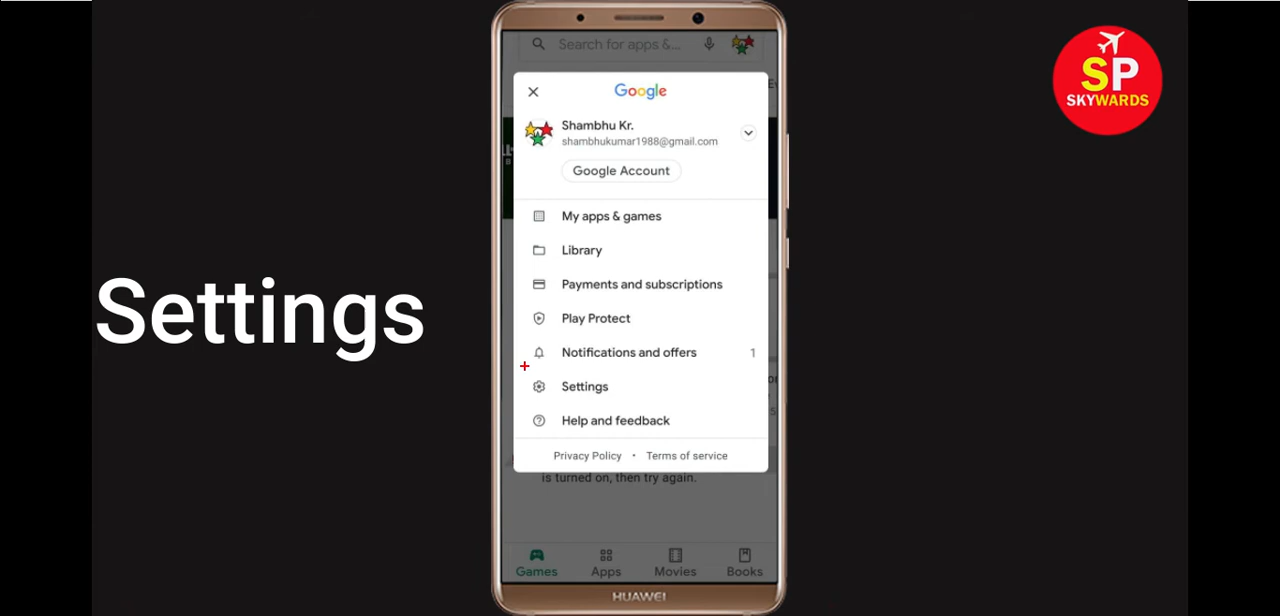 Search for apps &...
SP
SKYWARDS
Google
Shambhu Kr.
shambhukumar1988@gmail.com
Google Account
My apps & games
Library
Payments and subscriptions
Play Protect
Notifications and offers 1
Settings
Settings
Help and feedback
Privacy Policy • Terms of service
is turned on, then try again.
Games Apps Movies Books
HUAWEI